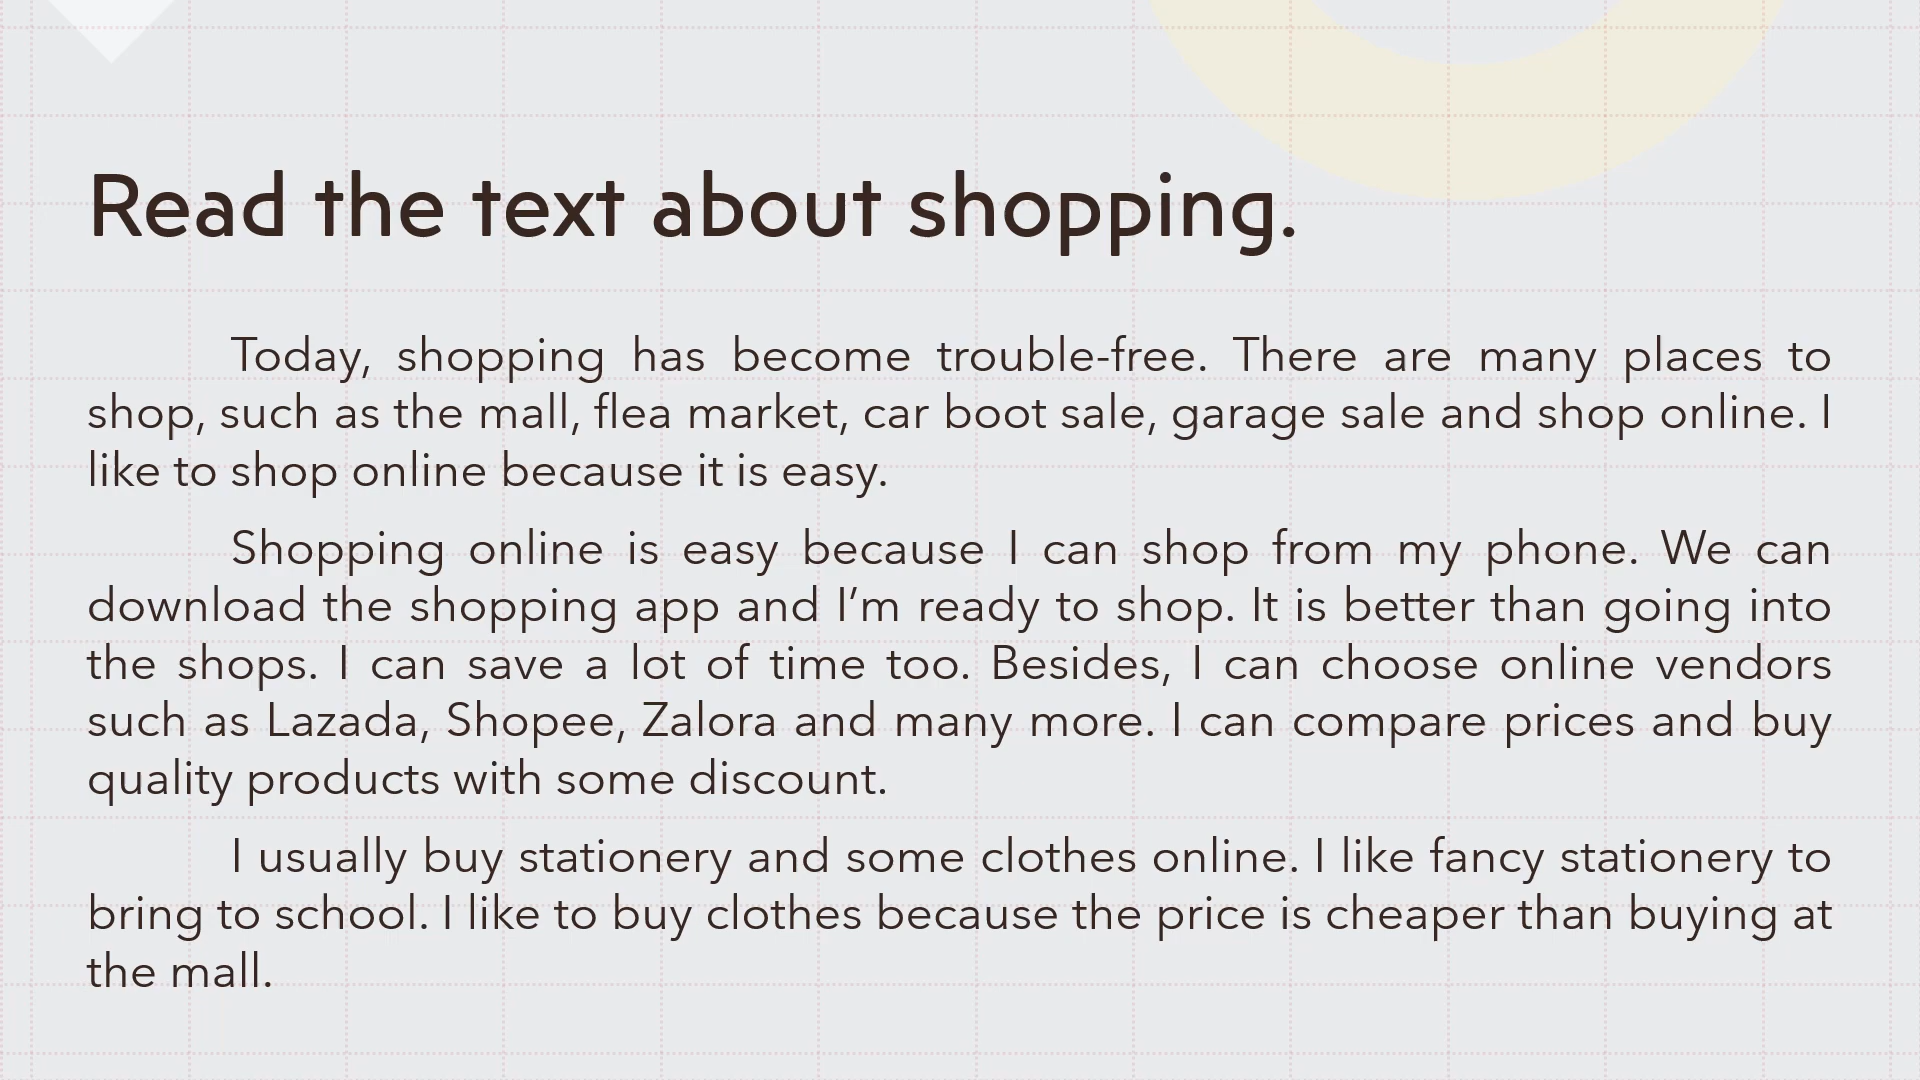 Read the text about shopping.
Today, shopping has become trouble-free. There are many places to
shop, such as the mall, flea market, car boot sale, garage sale and shop online. I
like to shop online because it is easy.
Shopping online is easy because I can shop from my phone. We can
download the shopping app and I’m ready to shop. It is better than going into
the shops. I can save a lot of time too. Besides, I can choose online vendors
such as Lazada, Shopee, Zalora and many more. I can compare prices and buy
quality products with some discount.
I usually buy stationery and some clothes online. I like fancy stationery to
bring to school. I like to buy clothes because the price is cheaper than buying at
the mall.